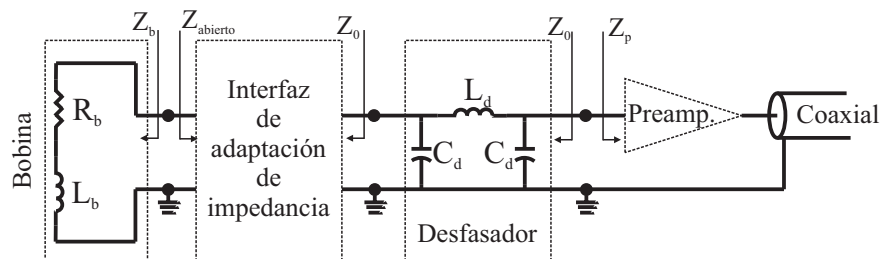 Z_b
Z_abierto
Z_0
Z_0
Z_p
Bobina
R_b
L_b
Interfaz
de
adaptación
de
impedancia
L_d
C_d
C_d
Desfasador
Preamp.
Coaxial